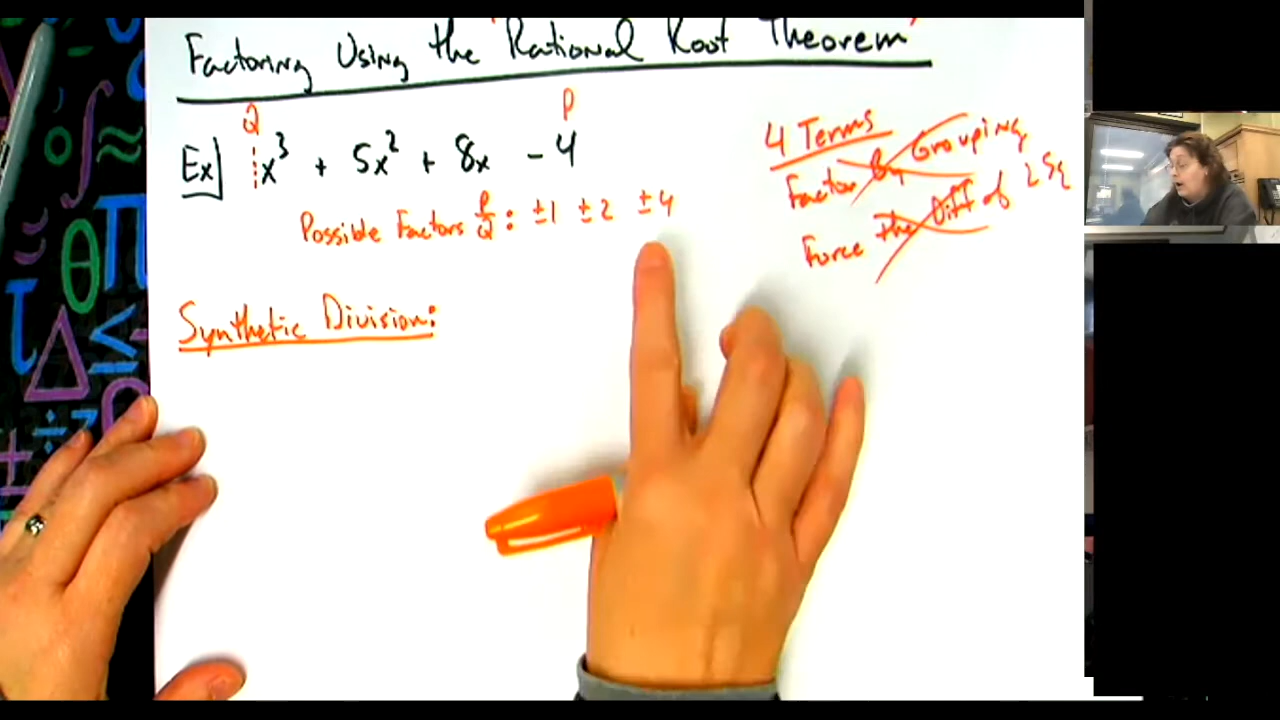 Factoring Using the "Rational Root Theorem"
Q
P
Ex] x³ + 5x² + 8x - 4
Possible Factors P/Q : ±1 ±2 ±4
Synthetic Division:
4 Terms
Factor By Grouping
Force the Diff of 2 Sq